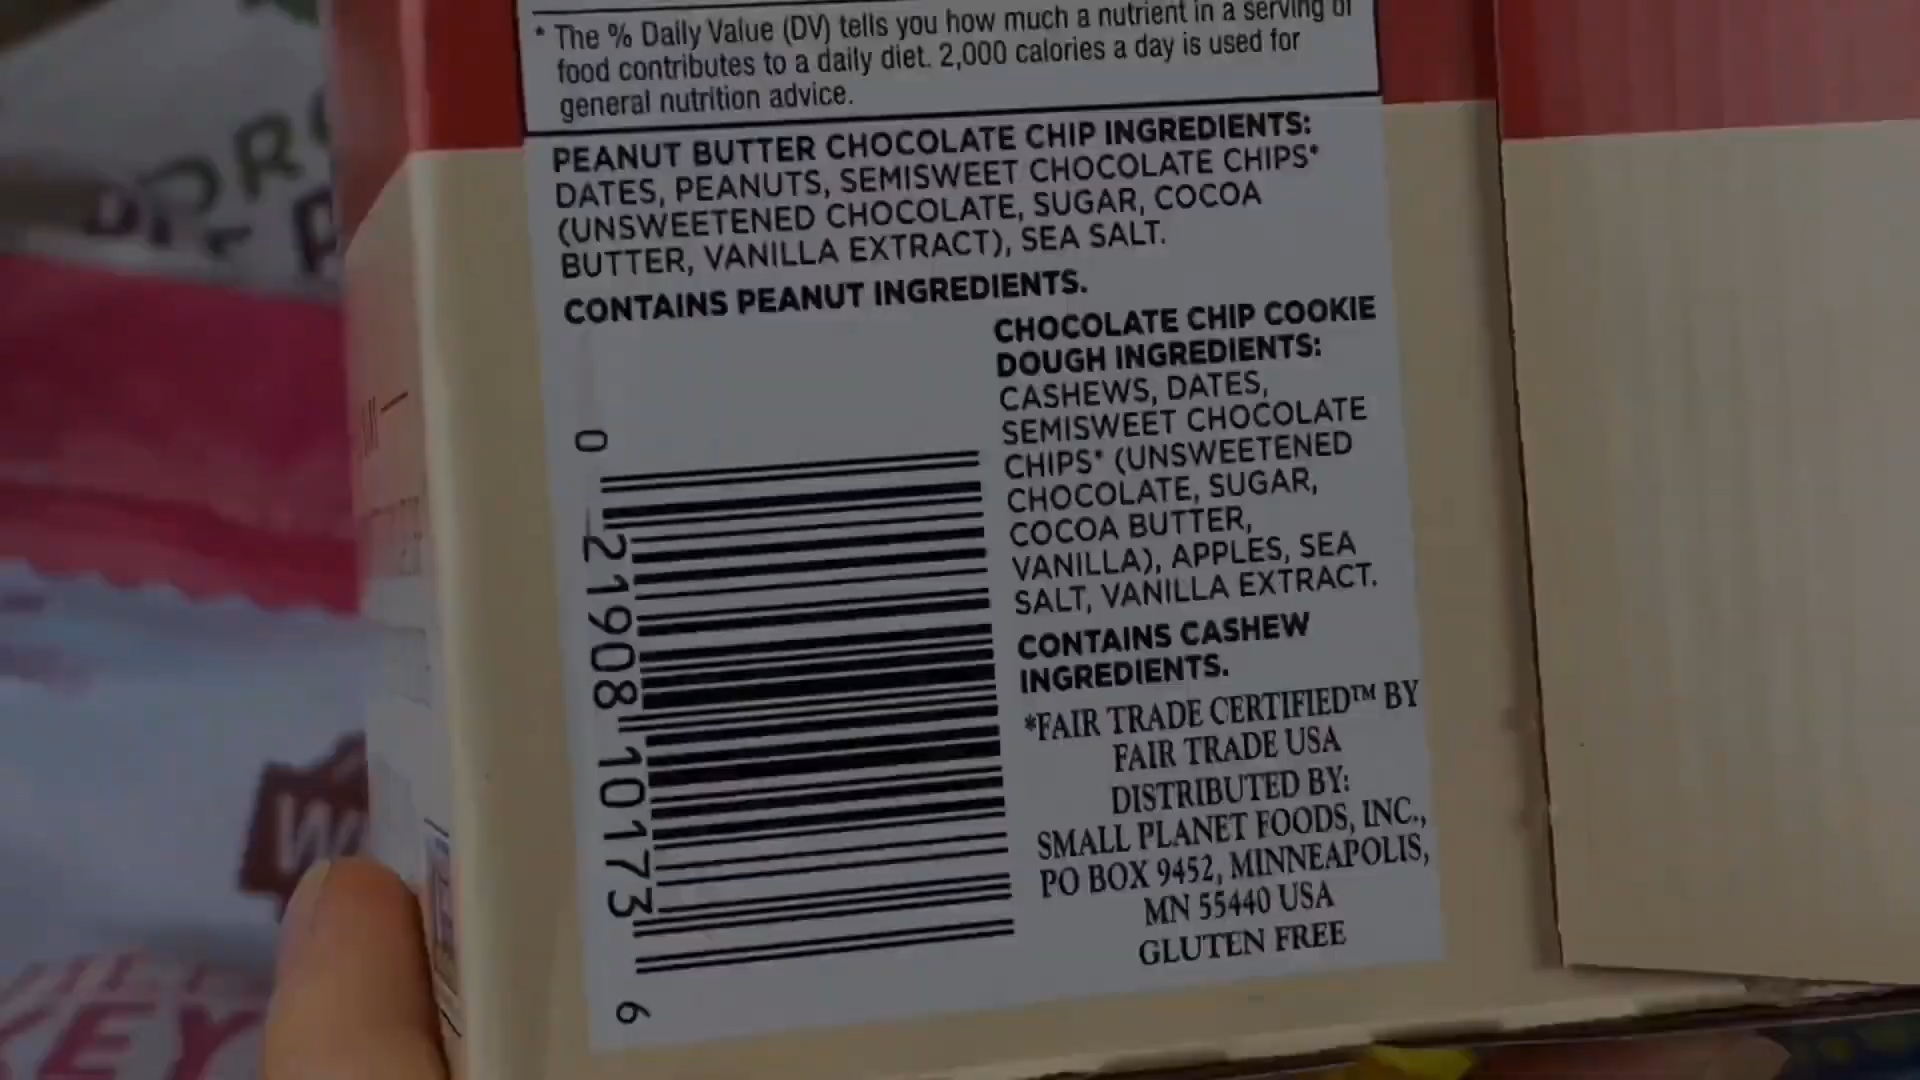 * The % Daily Value (DV) tells you how much a nutrient in a serving of
food contributes to a daily diet. 2,000 calories a day is used for
general nutrition advice.
PEANUT BUTTER CHOCOLATE CHIP INGREDIENTS:
DATES, PEANUTS, SEMISWEET CHOCOLATE CHIPS*
(UNSWEETENED CHOCOLATE, SUGAR, COCOA
BUTTER, VANILLA EXTRACT), SEA SALT.
CONTAINS PEANUT INGREDIENTS.
CHOCOLATE CHIP COOKIE
DOUGH INGREDIENTS:
CASHEWS, DATES,
SEMISWEET CHOCOLATE
CHIPS* (UNSWEETENED
CHOCOLATE, SUGAR,
COCOA BUTTER,
VANILLA), APPLES, SEA
SALT, VANILLA EXTRACT.
CONTAINS CASHEW
INGREDIENTS.
*FAIR TRADE CERTIFIED™ BY
FAIR TRADE USA
DISTRIBUTED BY:
SMALL PLANET FOODS, INC.,
PO BOX 9452, MINNEAPOLIS,
MN 55440 USA
GLUTEN FREE
0 21908 10173 6